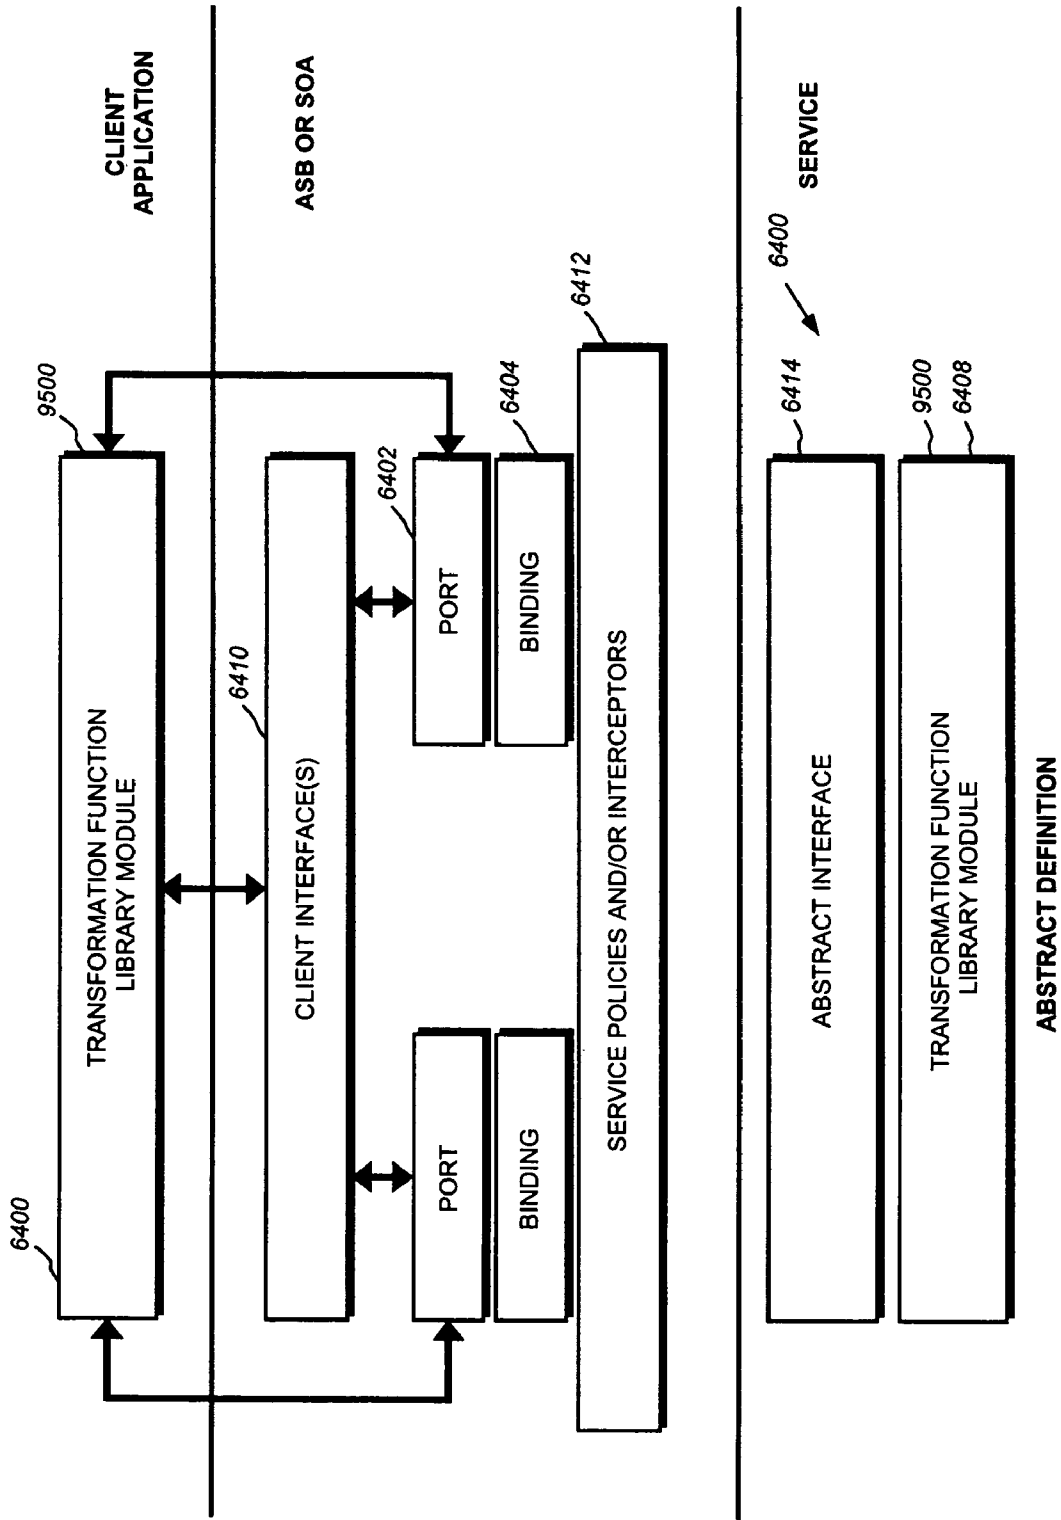 6400
TRANSFORMATION FUNCTION
LIBRARY MODULE
9500
CLIENT
APPLICATION
6410
CLIENT INTERFACE(S)
ASB OR SOA
PORT
6402
PORT
BINDING
BINDING
6404
SERVICE POLICIES AND/OR INTERCEPTORS
6412
SERVICE
6400
ABSTRACT INTERFACE
6414
TRANSFORMATION FUNCTION
LIBRARY MODULE
9500
6408
ABSTRACT DEFINITION